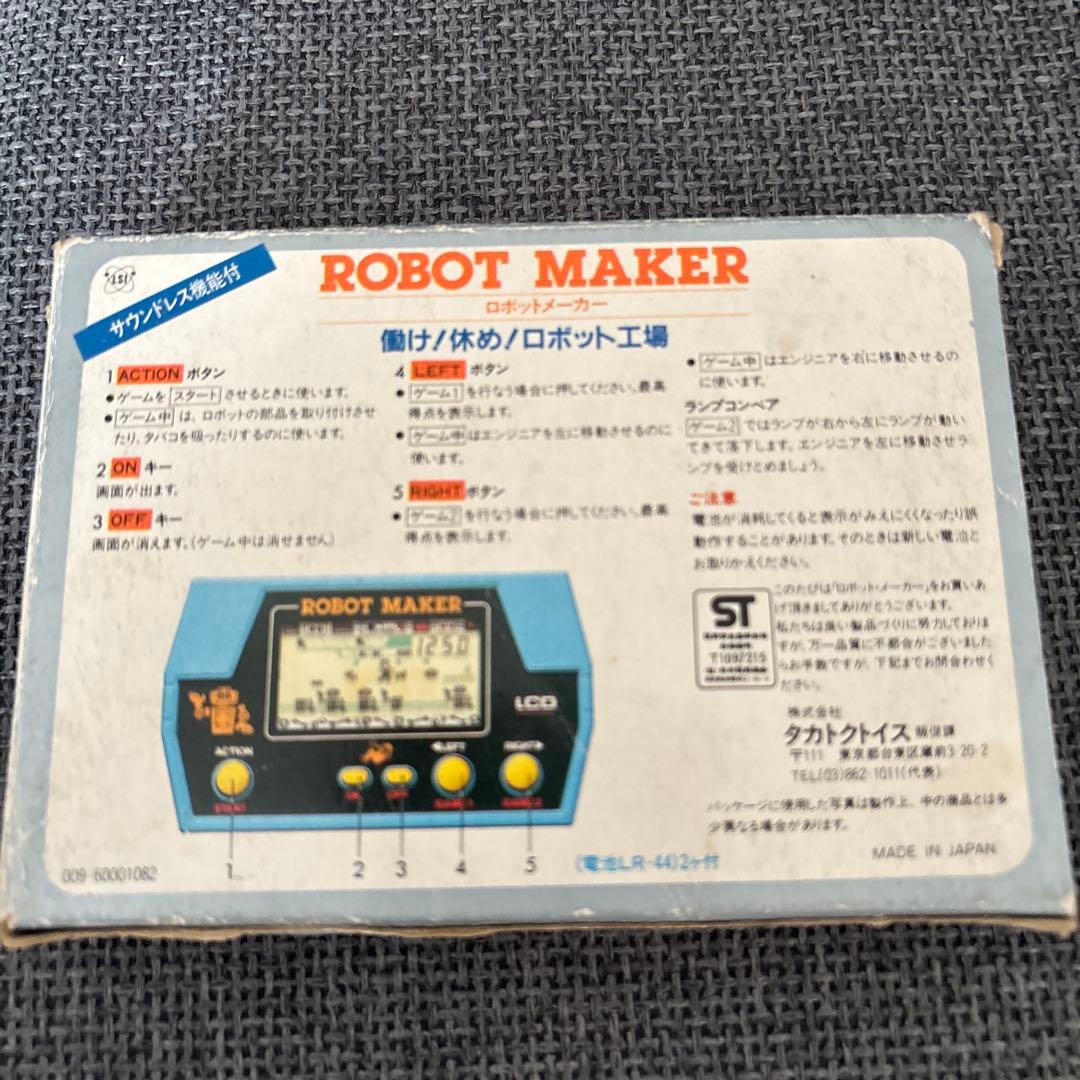 LSI
サウンドレス機能付
ROBOT MAKER
ロボットメーカー
働け!休め!ロボット工場
1 ACTION ボタン
●ゲームを スタート させるときに使います。
●ゲーム中 は、ロボットの部品を取り付けさせ
たり、タバコを吸ったりするのに使います。
2 ON キー
画面が出ます。
3 OFF キー
画面が消えます。(ゲーム中は消せません)
4 LEFT ボタン
●ゲーム1 を行なう場合に押してください。最高
得点を表示します。
●ゲーム中 はエンジニアを左に移動させるのに
使います。
5 RIGHT ボタン
●ゲーム2 を行なう場合に押してください。最高
得点を表示します。
●ゲーム中 はエンジニアを右に移動させるの
に使います。
ランプコンベア
ゲーム2 ではランプが右から左にランプが動い
てきて落下します。エンジニアを左に移動させラ
ンプを受けとめましょう。
ご注意
電池が消耗してくると表示がみえにくくなったり誤
動作することがあります。そのときは新しい電池と
お取りかえください。
ST
T1097215
このたびは「ロボット・メーカー」をお買いあ
げ頂きましてありがとうございます。
私たちは良い製品づくりに努力しておりま
すが、万一品質に不都合がございました
らお手数ですが、下記までお問合わせく
ださい。
株式会社
タカトクトイス 販促課
〒111 東京都台東区蔵前3-20-2
TEL(03)862-1011(代表)
パッケージに使用した写真は製作上、中の商品とは多
少異なる場合があります。
MADE IN JAPAN
ROBOT MAKER
1250
LCD
ACTION
LEFT
RIGHT
START
ON
OFF
GAME1
GAME2
1
2
3
4
5
(電池LR-44)2ケ付
009-60001082